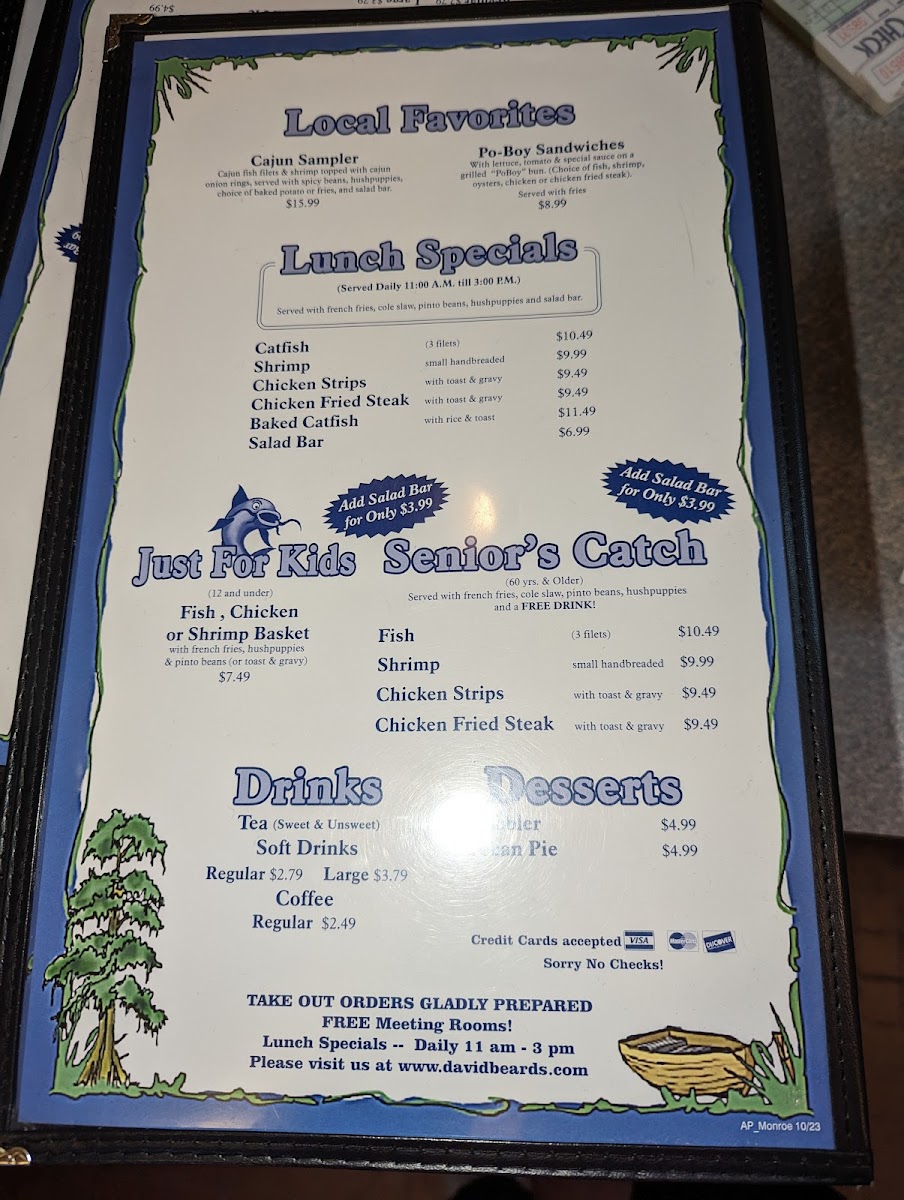 $4.99
CHECK
Local Favorites
Cajun Sampler
Cajun fish filets & shrimp topped with cajun
onion rings, served with spicy beans, hushpuppies,
choice of baked potato or fries, and salad bar.
$15.99
Po-Boy Sandwiches
With lettuce, tomato & special sauce on a
grilled "PoBoy" bun. (Choice of fish, shrimp,
oysters, chicken or chicken fried steak).
Served with fries
$8.99
Lunch Specials
(Served Daily 11:00 A.M. till 3:00 P.M.)
Served with french fries, cole slaw, pinto beans, hushpuppies and salad bar.
Catfish (3 filets) $10.49
Shrimp small handbreaded $9.99
Chicken Strips with toast & gravy $9.49
Chicken Fried Steak with toast & gravy $9.49
Baked Catfish with rice & toast $11.49
Salad Bar $6.99
Add Salad Bar
for Only $3.99
Just For Kids
(12 and under)
Fish , Chicken
or Shrimp Basket
with french fries, hushpuppies
& pinto beans (or toast & gravy)
$7.49
Add Salad Bar
for Only $3.99
Senior's Catch
(60 yrs. & Older)
Served with french fries, cole slaw, pinto beans, hushpuppies
and a FREE DRINK!
Fish (3 filets) $10.49
Shrimp small handbreaded $9.99
Chicken Strips with toast & gravy $9.49
Chicken Fried Steak with toast & gravy $9.49
Drinks
Tea (Sweet & Unsweet)
Soft Drinks
Regular $2.79 Large $3.79
Coffee
Regular $2.49
Desserts
$4.99
Pie $4.99
Credit Cards accepted VISA MasterCard DISCOVER
Sorry No Checks!
TAKE OUT ORDERS GLADLY PREPARED
FREE Meeting Rooms!
Lunch Specials -- Daily 11 am - 3 pm
Please visit us at www.davidbeards.com
AP_Monroe 10/23